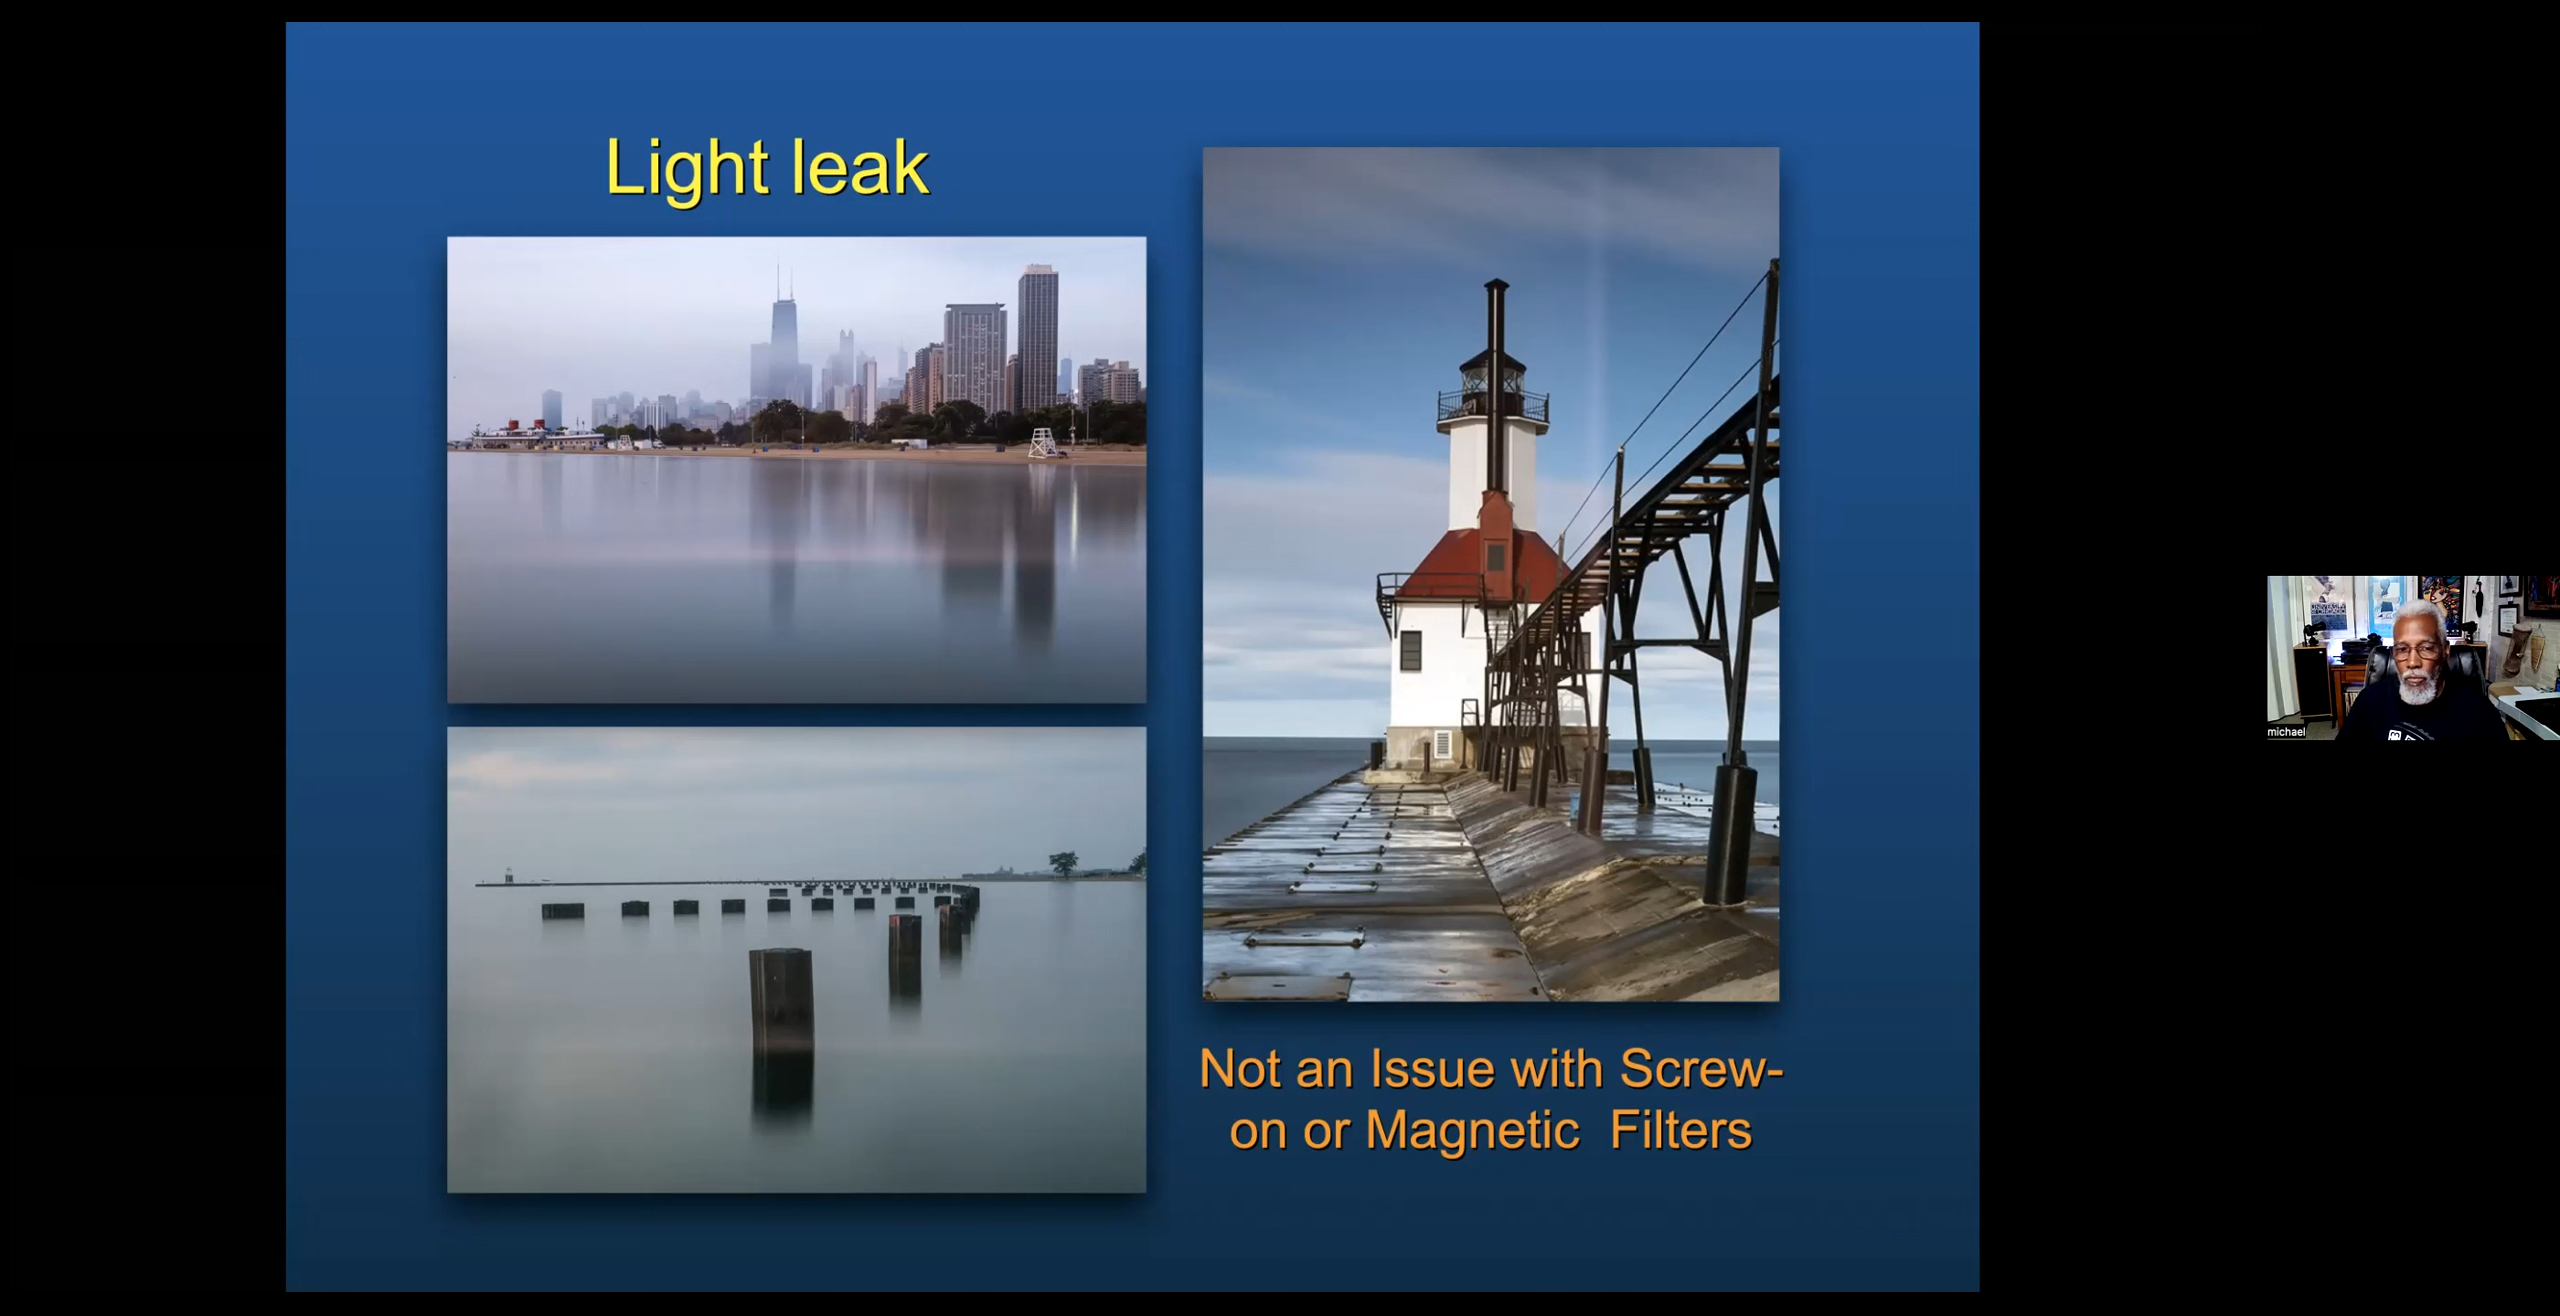 Light leak
Not an Issue with Screw-
on or Magnetic  Filters
michael